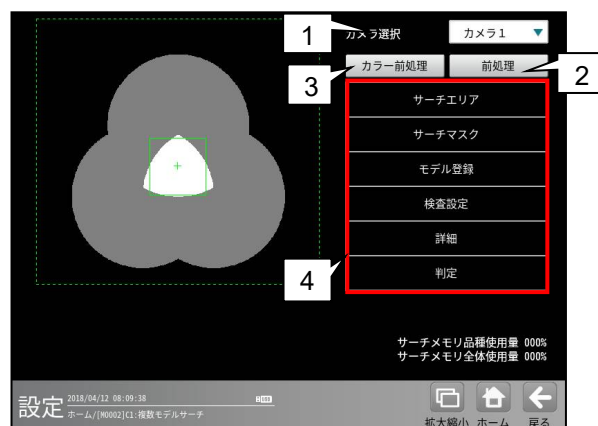 1
カメラ選択
カメラ1
カラー前処理
前処理
2
3
サーチエリア
サーチマスク
モデル登録
検査設定
詳細
判定
4
サーチメモリ品種使用量 000%
サーチメモリ全体使用量 000%
設定
2018/04/12 08:09:38
ホーム/[M0002]C1:複数モデルサーチ
拡大縮小 ホーム 戻る